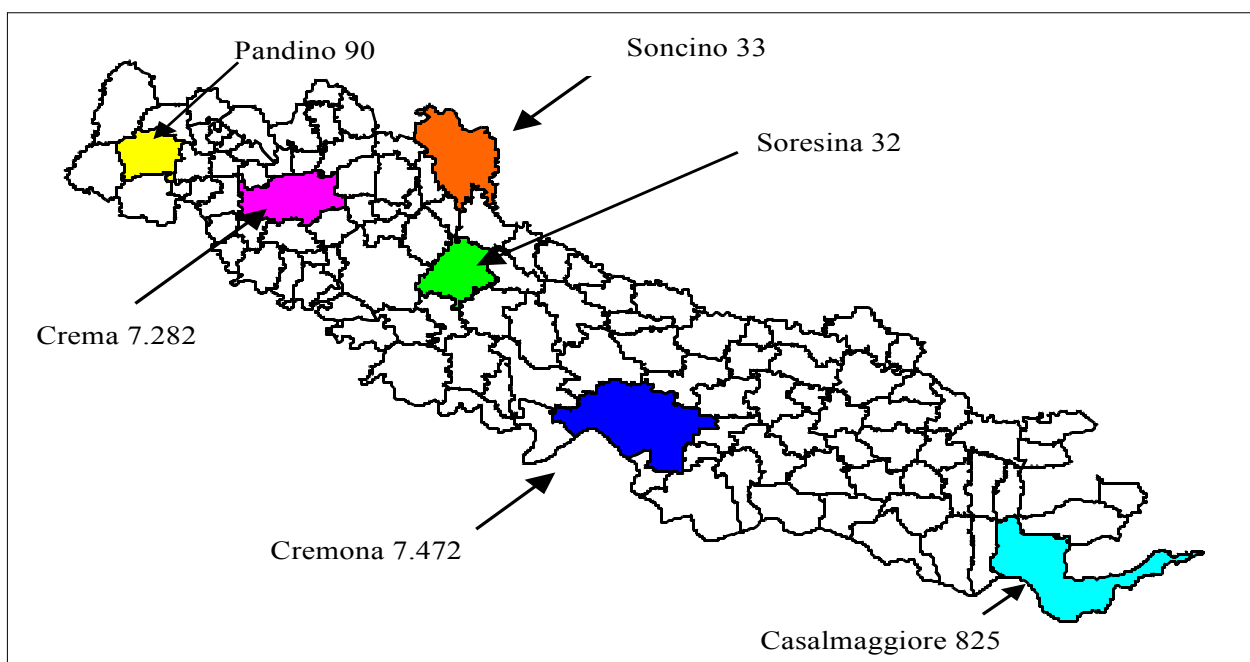 Pandino 90
Soncino 33
Soresina 32
Crema 7.282
Cremona 7.472
Casalmaggiore 825